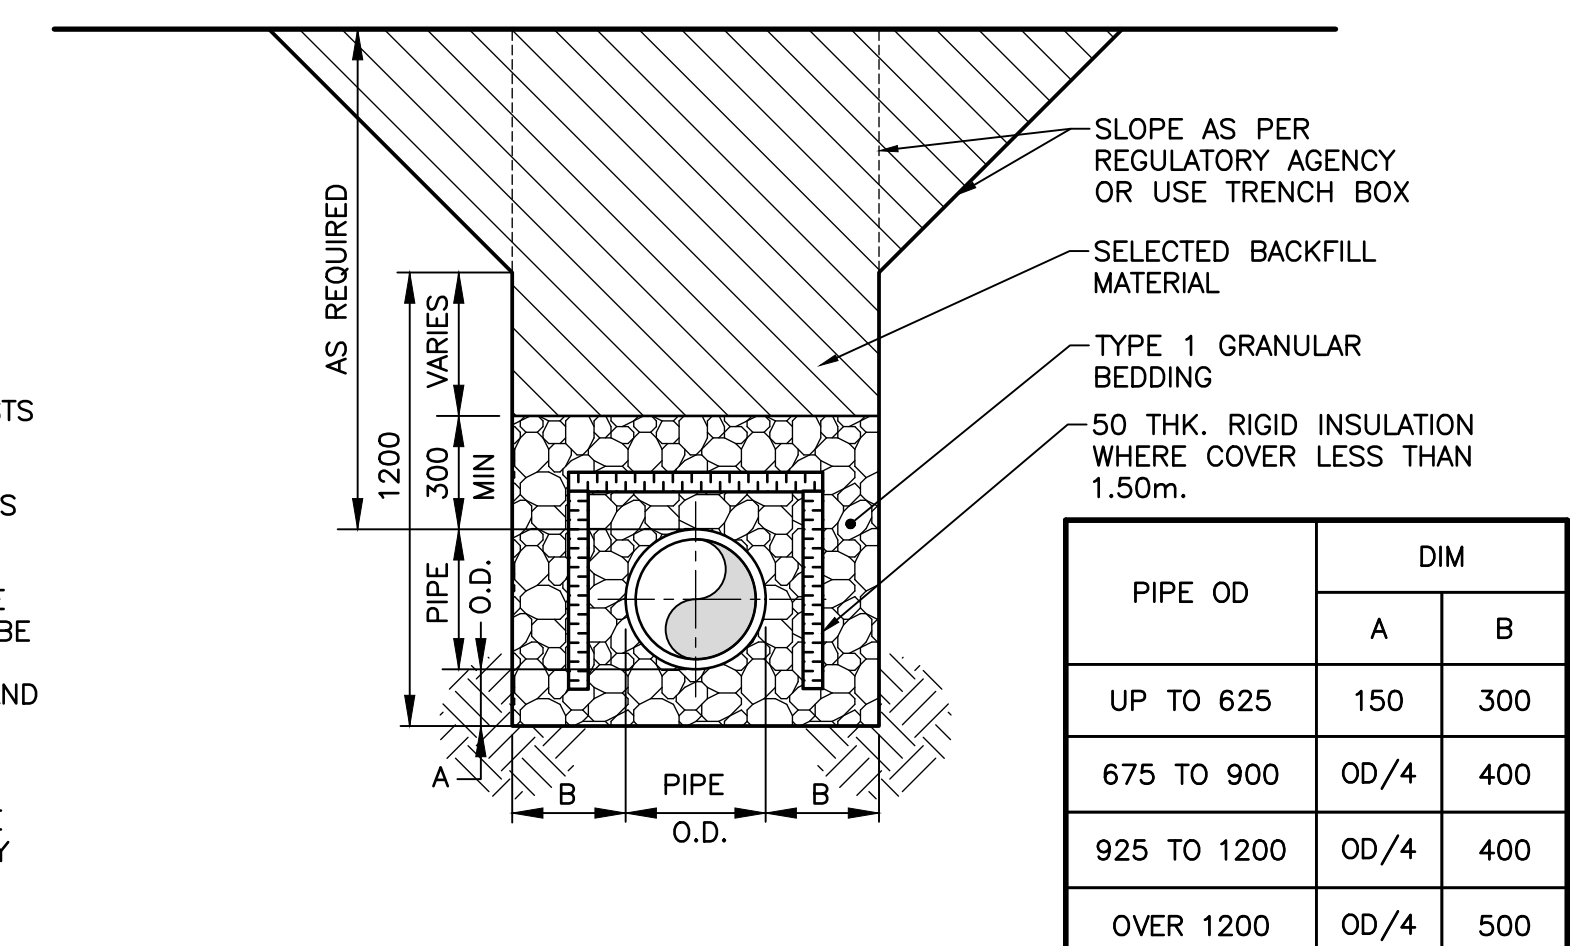 SLOPE AS PER
REGULATORY AGENCY
OR USE TRENCH BOX
SELECTED BACKFILL
MATERIAL
TYPE 1 GRANULAR
BEDDING
50 THK. RIGID INSULATION
WHERE COVER LESS THAN
1.50m.
AS REQUIRED
VARIES
1200
300
MIN
PIPE
O.D.
A
B
PIPE
O.D.
B
STS
S
E
BE
END
E
Y
PIPE OD DIM
A B
UP TO 625 150 300
675 TO 900 OD/4 400
925 TO 1200 OD/4 400
OVER 1200 OD/4 500